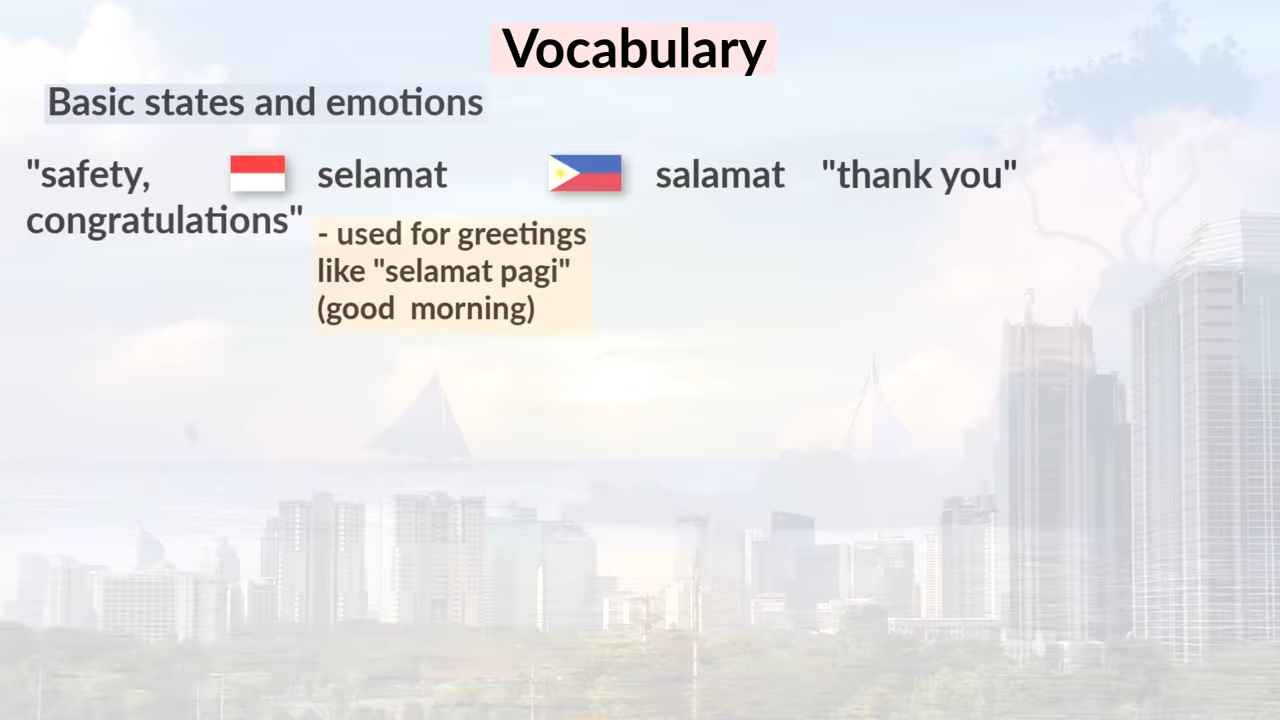 Vocabulary
Basic states and emotions
"safety, selamat salamat "thank you"
congratulations"
- used for greetings
like "selamat pagi"
(good  morning)